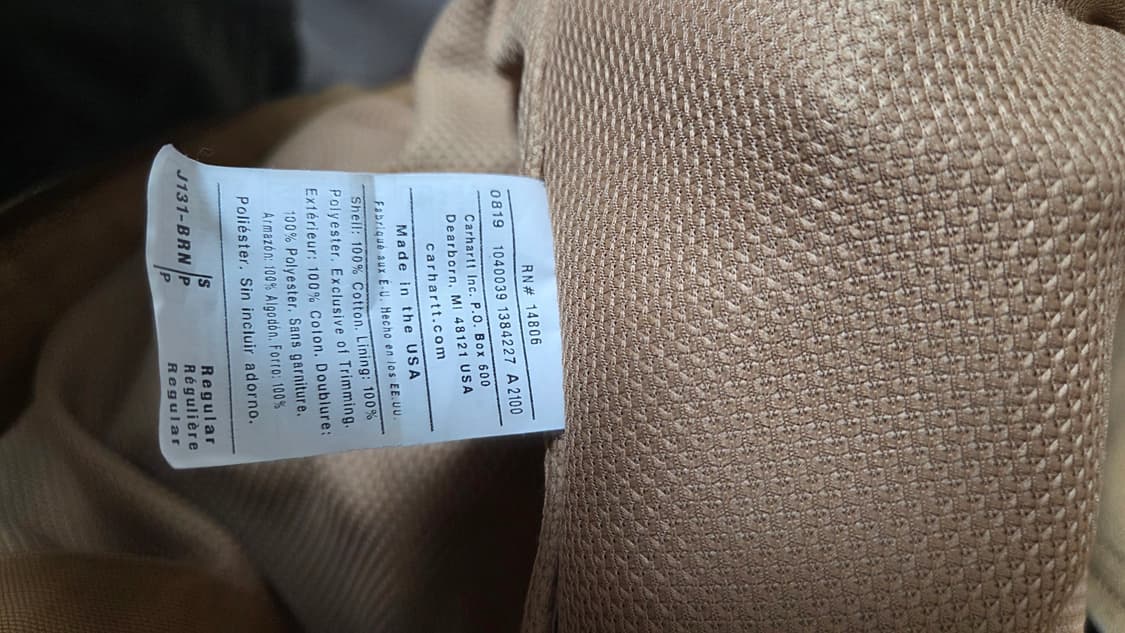 RN# 14806
0819 1040039 1384227 A 2100
Carhartt Inc. P.O. Box 600
Dearborn, MI 48121 USA
carhartt.com
Made in the USA
Fabriqué aux E-U. Hecho en los EE.UU.
Shell: 100% Cotton. Lining: 100%
Polyester. Exclusive of Trimming.
Extérieur: 100% Coton. Doublure:
100% Polyester. Sans garniture.
Armazón: 100% Algodón. Forro: 100%
Poliéster. Sin incluir adorno.
S Regular
J131-BRN P Régulière
P Regular